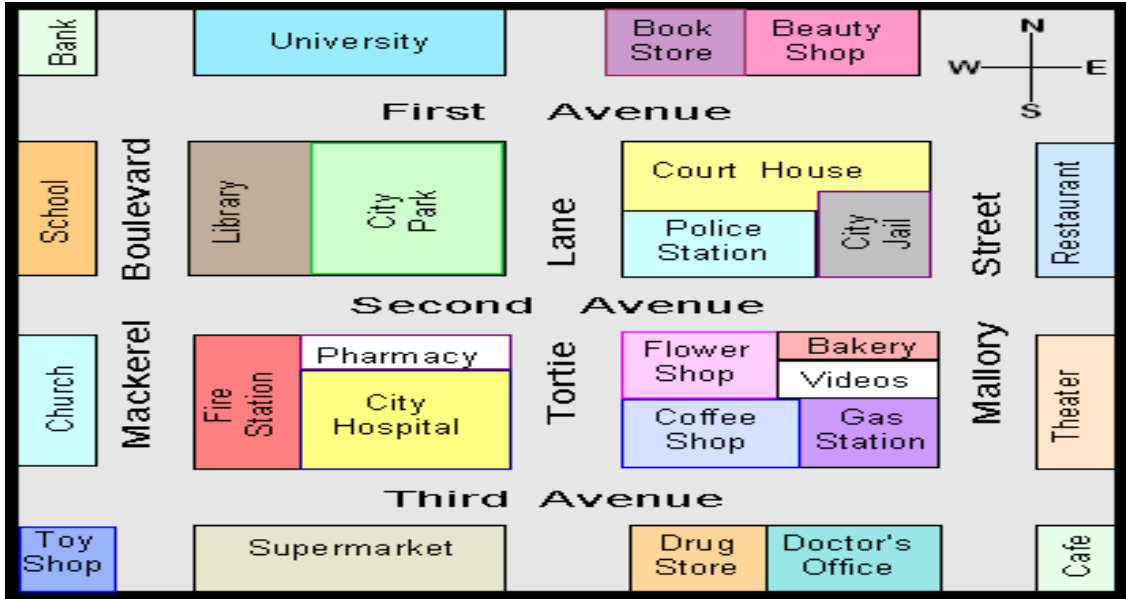 Bank
University
Book
Store
Beauty
Shop
N
W
E
S
First Avenue
School
Boulevard
Library
City
Park
Lane
Court House
Police
Station
City
Jail
Street
Restaurant
Second Avenue
Church
Mackerel
Fire
Station
Pharmacy
City
Hospital
Tortie
Flower
Shop
Bakery
Videos
Coffee
Shop
Gas
Station
Mallory
Theater
Third Avenue
Toy
Shop
Supermarket
Drug
Store
Doctor's
Office
Cafe